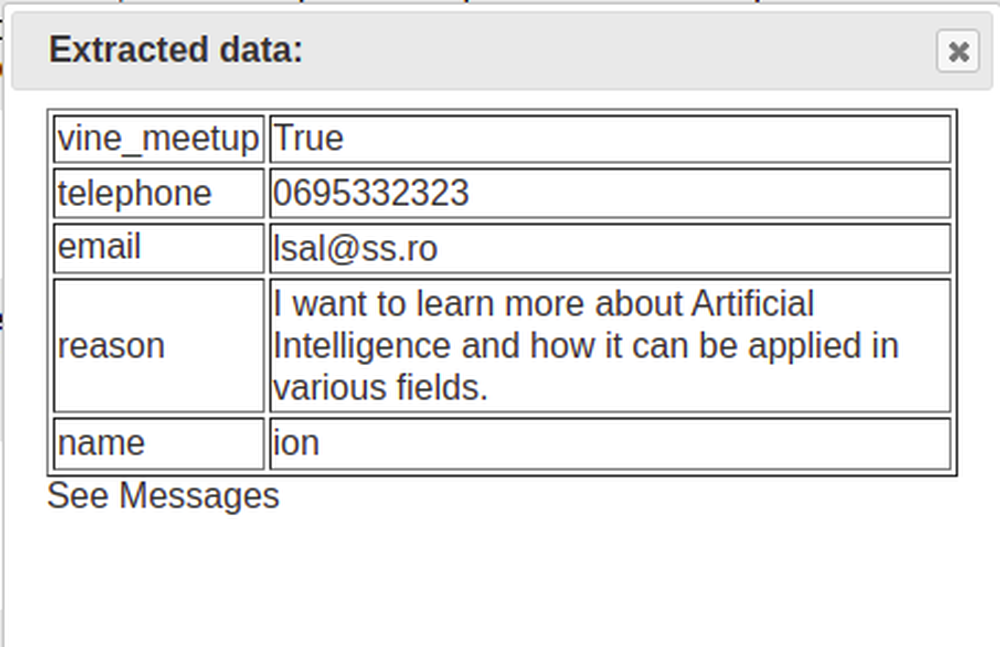 Extracted data:
vine_meetup True
telephone 0695332323
email lsal@ss.ro
reason I want to learn more about Artificial
Intelligence and how it can be applied in
various fields.
name ion
See Messages